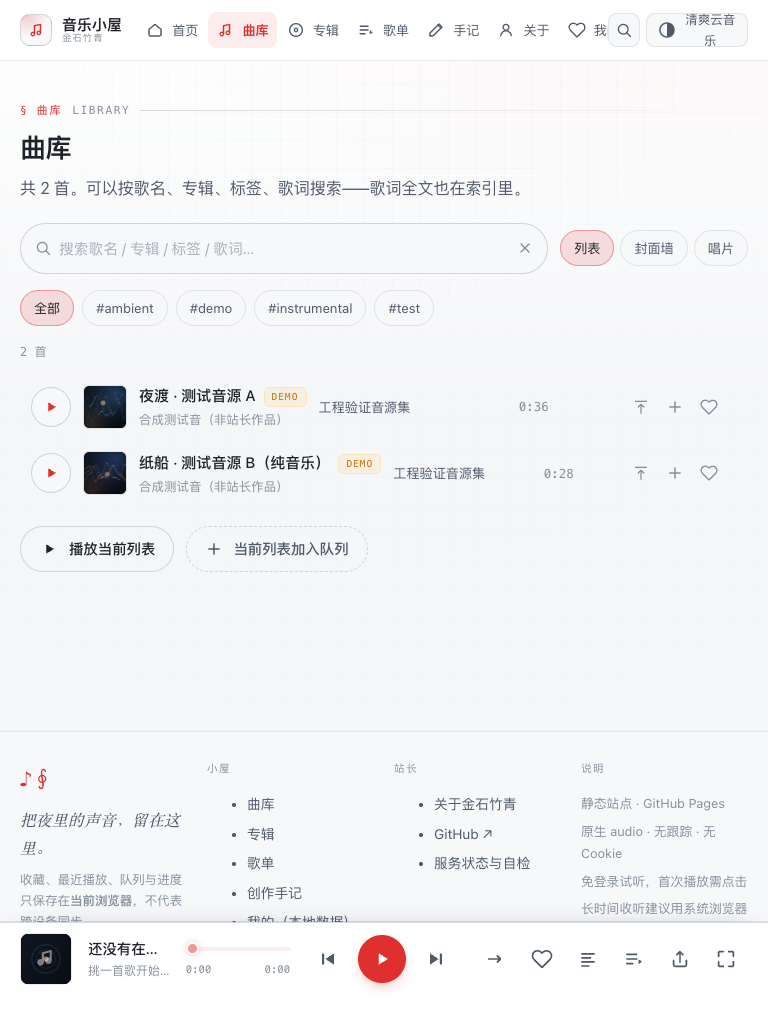 音乐小屋
金石竹青
首页
曲库
专辑
歌单
手记
关于
我
清爽云音
乐
§ 曲库 LIBRARY
曲库
共 2 首。可以按歌名、专辑、标签、歌词搜索——歌词全文也在索引里。
搜索歌名 / 专辑 / 标签 / 歌词…
列表
封面墙
唱片
全部
#ambient
#demo
#instrumental
#test
2 首
夜渡 · 测试音源 A DEMO
合成测试音（非站长作品）
工程验证音源集
0:36
纸船 · 测试音源 B（纯音乐） DEMO
合成测试音（非站长作品）
工程验证音源集
0:28
播放当前列表
当前列表加入队列
把夜里的声音，留在这
里。
收藏、最近播放、队列与进度
只保存在当前浏览器，不代表
跨设备同步
小屋
曲库
专辑
歌单
创作手记
我的（本地数据）
站长
关于金石竹青
GitHub ↗
服务状态与自检
说明
静态站点 · GitHub Pages
原生 audio · 无跟踪 · 无
Cookie
免登录试听，首次播放需点击
长时间收听建议用系统浏览器
还没有在…
挑一首歌开始…
0:00
0:00